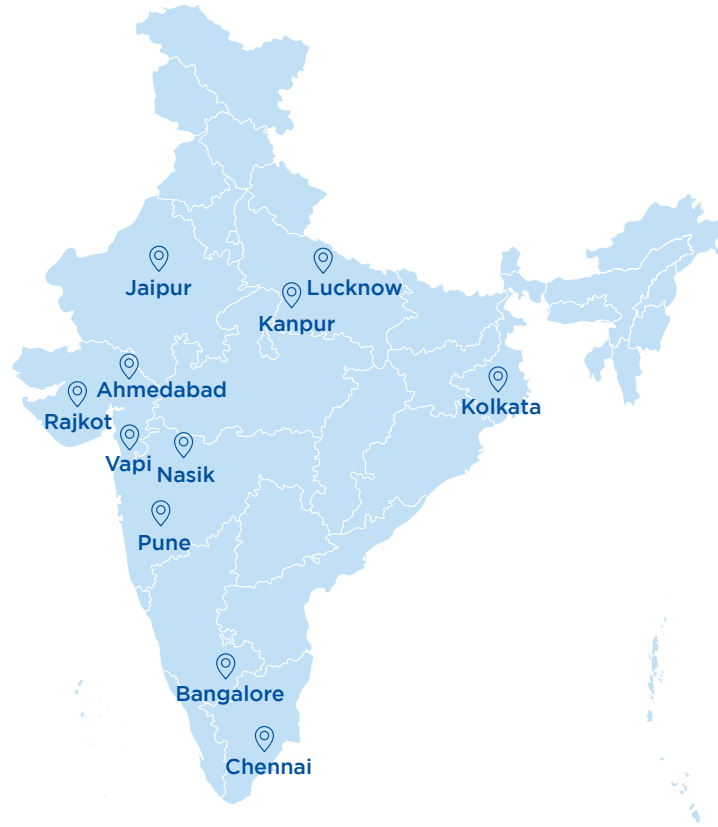 Jaipur
Lucknow
Kanpur
Ahmedabad
Rajkot
Kolkata
Vapi
Nasik
Pune
Bangalore
Chennai